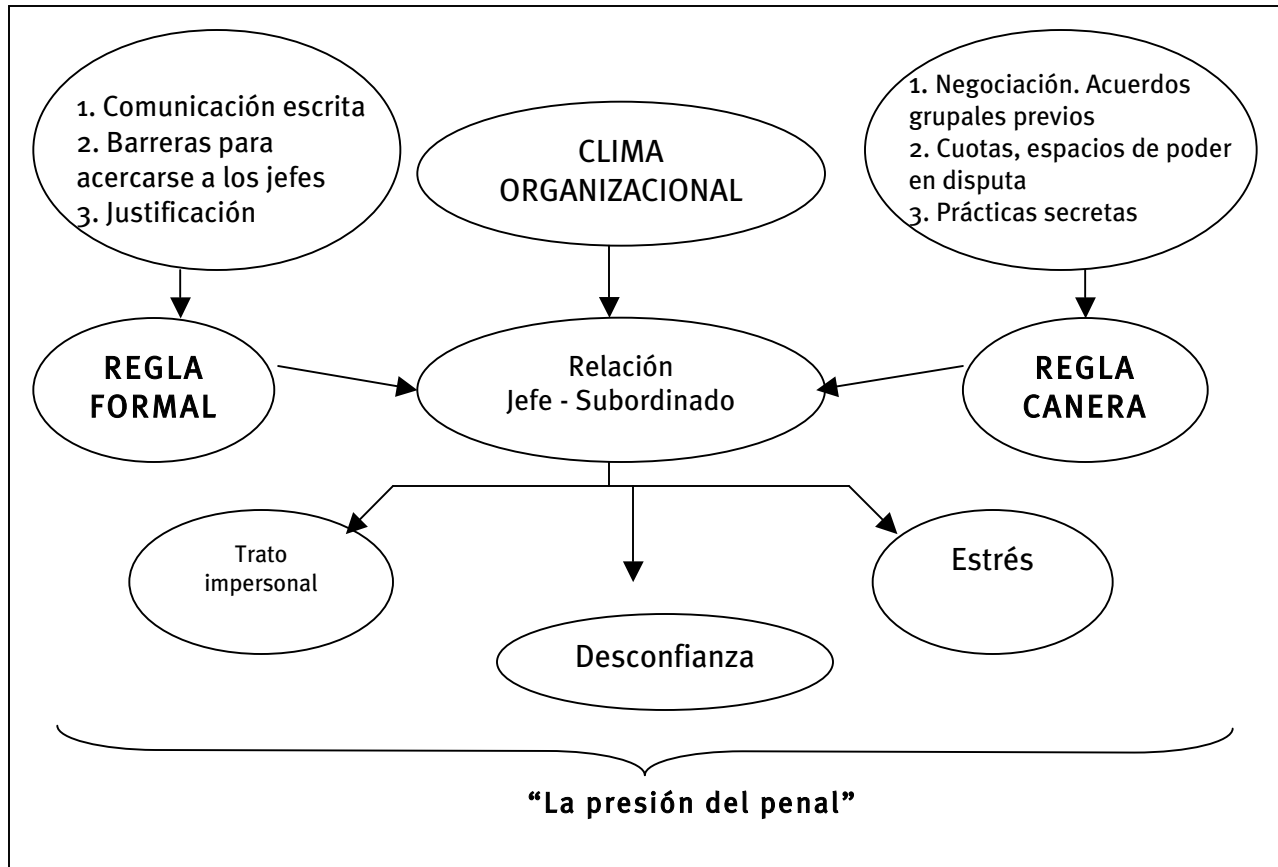 1. Comunicación escrita
2. Barreras para
acercarse a los jefes
3. Justificación
CLIMA
ORGANIZACIONAL
1. Negociación. Acuerdos
grupales previos
2. Cuotas, espacios de poder
en disputa
3. Prácticas secretas
REGLA
FORMAL
Relación
Jefe - Subordinado
REGLA
CANERA
Trato
impersonal
Desconfianza
Estrés
“La presión del penal”